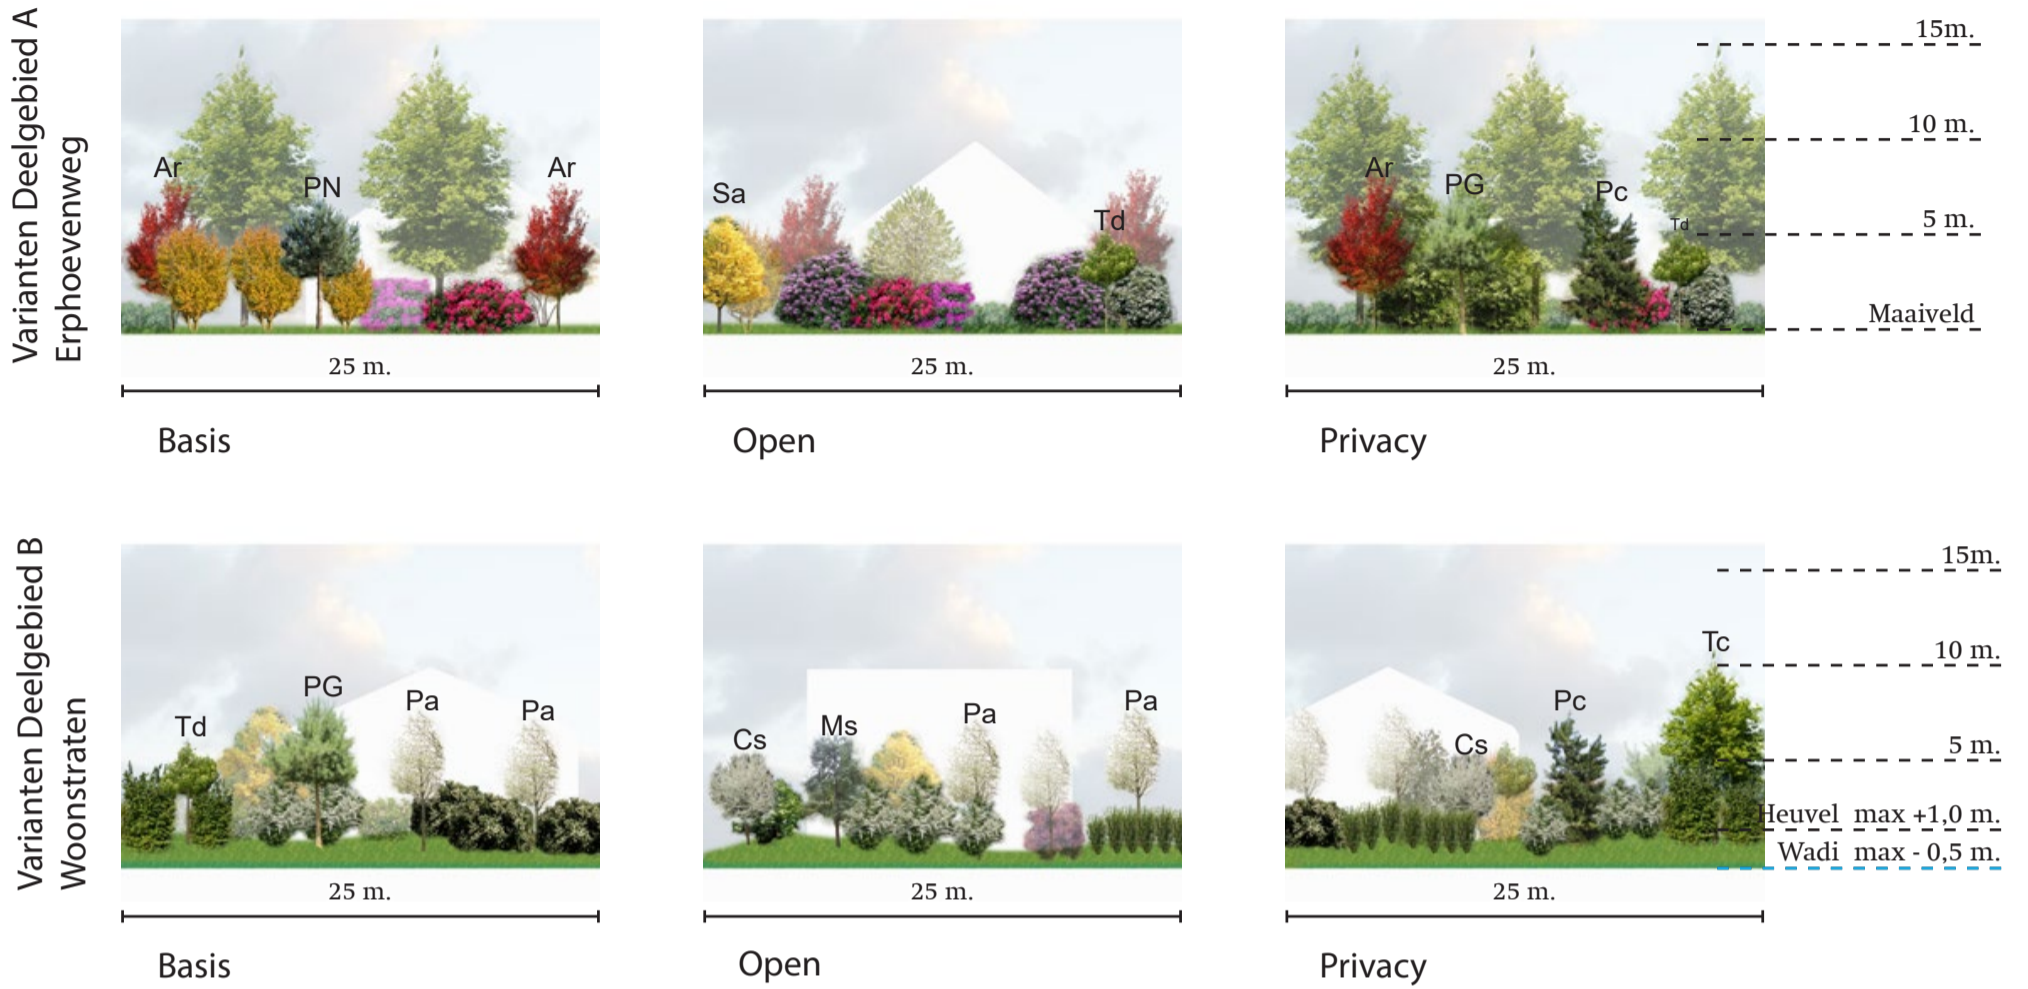 Varianten Deelgebied A
Erphoevenweg
Ar
PN
Ar
25 m.
Basis
Sa
Td
25 m.
Open
Ar
PG
Pc
Td
25 m.
Privacy
15m.
10 m.
5 m.
Maaiveld
Varianten Deelgebied B
Woonstraten
Td
PG
Pa
Pa
25 m.
Basis
Cs
Ms
Pa
Pa
25 m.
Open
Cs
Pc
Tc
25 m.
Privacy
15m.
10 m.
5 m.
Heuvel max +1,0 m.
Wadi max - 0,5 m.